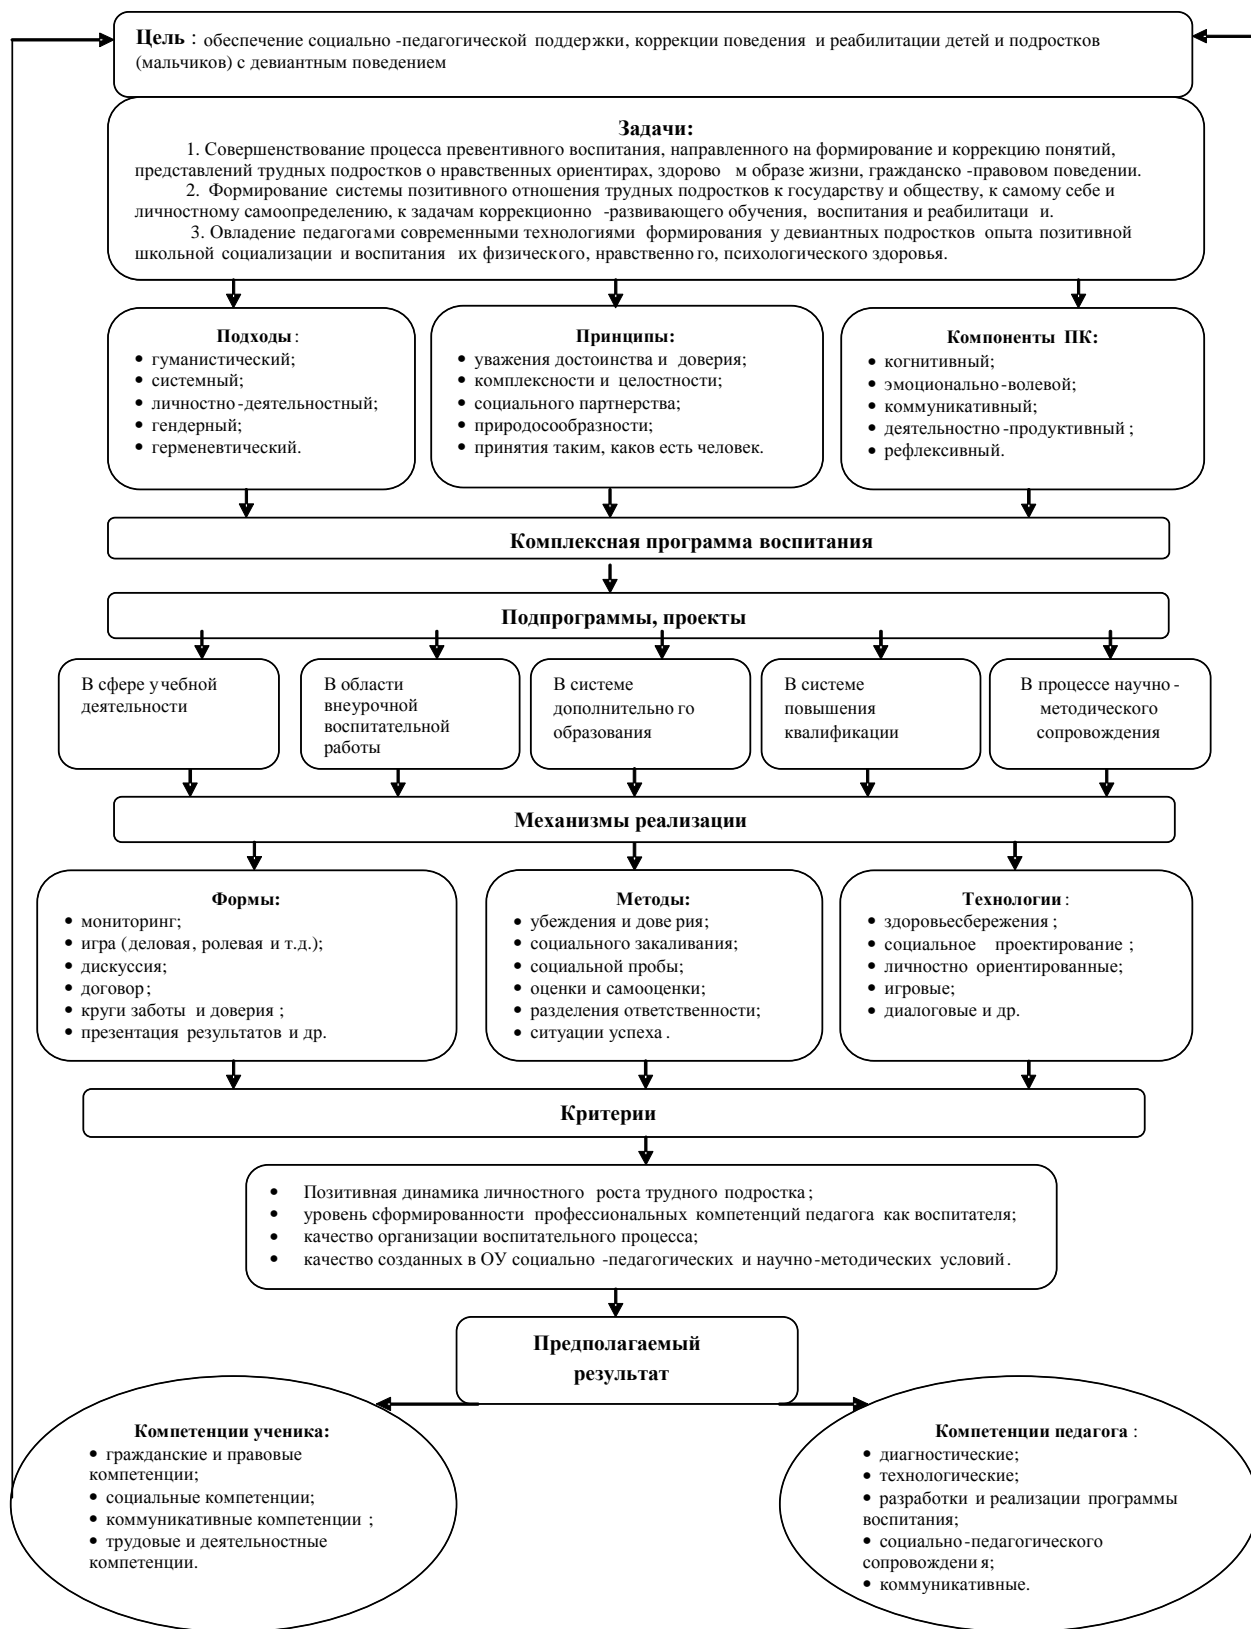 Цель : обеспечение социально -педагогической поддержки, коррекции поведения и реабилитации детей и подростков
(мальчиков) с девиантным поведением
Задачи:
1. Совершенствование процесса превентивного воспитания, направленного на формирование и коррекцию понятий,
представлений трудных подростков о нравственных ориентирах, здорово м образе жизни, гражданско -правовом поведении.
2. Формирование системы позитивного отношения трудных подростков к государству и обществу, к самому себе и
личностному самоопределению, к задачам коррекционно -развивающего обучения, воспитания и реабилитаци и.
3. Овладение педагогами современными технологиями формирования у девиантных подростков опыта позитивной
школьной социализации и воспитания их физического, нравственно го, психологического здоровья.
Подходы :
• гуманистический;
• системный;
• личностно-деятельностный;
• гендерный;
• герменевтический.
Принципы:
• уважения достоинства и доверия;
• комплексности и целостности;
• социального партнерства;
• природосообразности;
• принятия таким, каков есть человек.
Компоненты ПК:
• когнитивный;
• эмоционально-волевой;
• коммуникативный;
• деятельностно-продуктивный ;
• рефлексивный.
Комплексная программа воспитания
Подпрограммы, проекты
В сфере учебной
деятельности
В области
внеурочной
воспитательной
работы
В системе
дополнительно го
образования
В системе
повышения
квалификации
В процессе научно -
методического
сопровождения
Механизмы реализации
Формы:
• мониторинг;
• игра (деловая, ролевая и т.д.);
• дискуссия;
• договор;
• круги заботы и доверия ;
• презентация результатов и др.
Методы:
• убеждения и дове рия;
• социального закаливания;
• социальной пробы;
• оценки и самооценки;
• разделения ответственности;
• ситуации успеха .
Технологии :
• здоровьесбережения ;
• социальное проектирование ;
• личностно ориентированные;
• игровые;
• диалоговые и др.
Критерии
• Позитивная динамика личностного роста трудного подростка ;
• уровень сформированности профессиональных компетенций педагога как воспитателя;
• качество организации воспитательного процесса;
• качество созданных в ОУ социально -педагогических и научно-методических условий.
Предполагаемый
результат
Компетенции ученика:
• гражданские и правовые
компетенции;
• социальные компетенции;
• коммуникативные компетенции ;
• трудовые и деятельностные
компетенции.
Компетенции педагога :
• диагностические;
• технологические;
• разработки и реализации программы
воспитания;
• социально-педагогического
сопровождени я;
• коммуникативные.